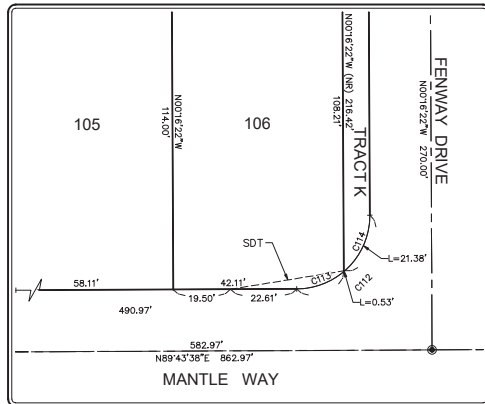 105
N00°16'22"W
114.00'
106
N00°16'22"W (NR) 216.42'
108.21'
TRACT K
FENWAY DRIVE
N00°16'22"W 270.00'
SDT
C114
L=21.38'
C113
C112
L=0.53'
58.11'
42.11'
19.50'
22.61'
490.97'
582.97'
N89°43'38"E 862.97'
MANTLE WAY